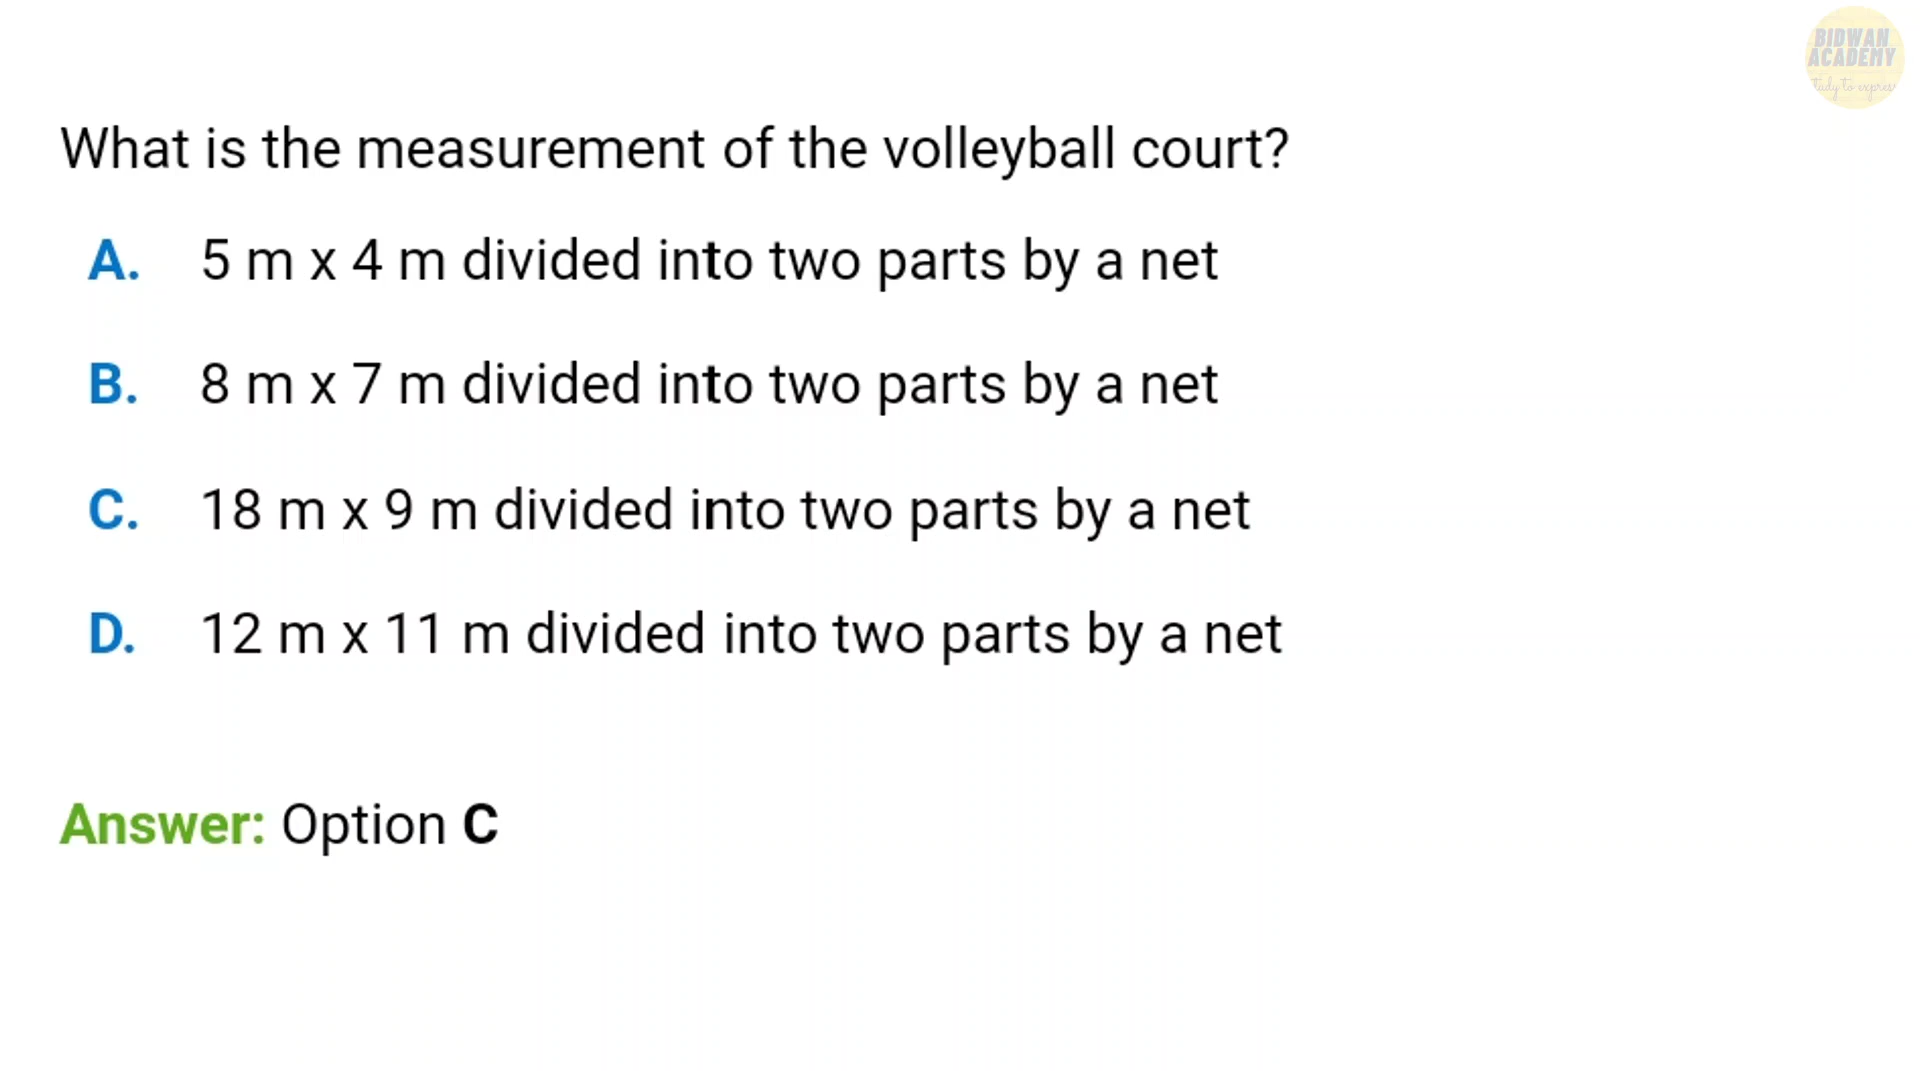 BIDWAN
ACADEMY
What is the measurement of the volleyball court?
A. 5 m x 4 m divided into two parts by a net
B. 8 m x 7 m divided into two parts by a net
C. 18 m x 9 m divided into two parts by a net
D. 12 m x 11 m divided into two parts by a net
Answer: Option C